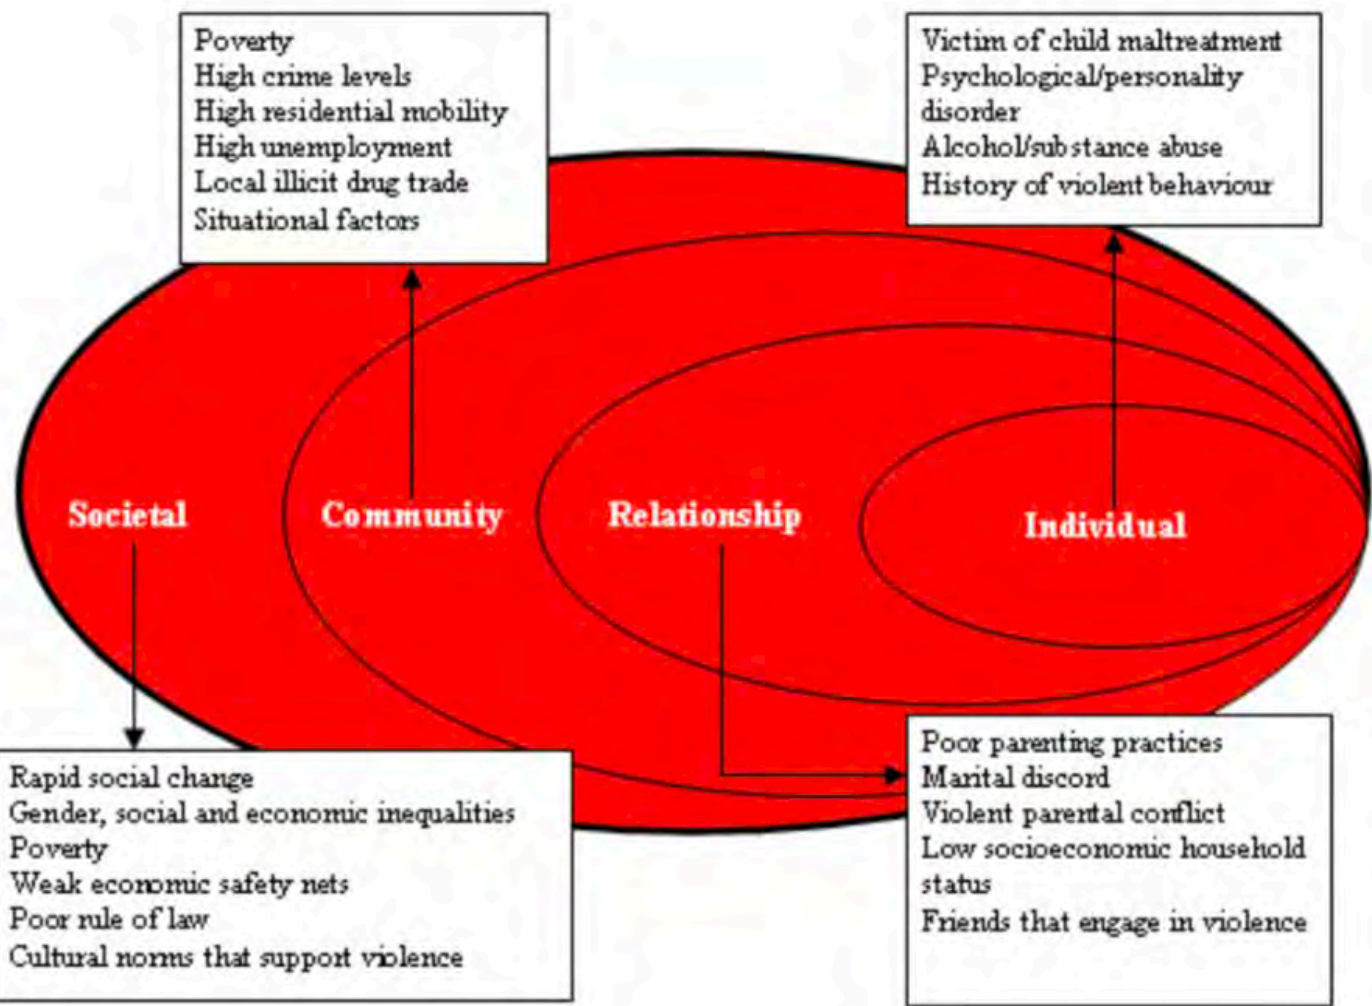 Poverty
High crime levels
High residential mobility
High unemployment
Local illicit drug trade
Situational factors
Victim of child maltreatment
Psychological/personality
disorder
Alcohol/substance abuse
History of violent behaviour
Societal
Community
Relationship
Individual
Rapid social change
Gender, social and economic inequalities
Poverty
Weak economic safety nets
Poor rule of law
Cultural norms that support violence
Poor parenting practices
Marital discord
Violent parental conflict
Low socioeconomic household
status
Friends that engage in violence